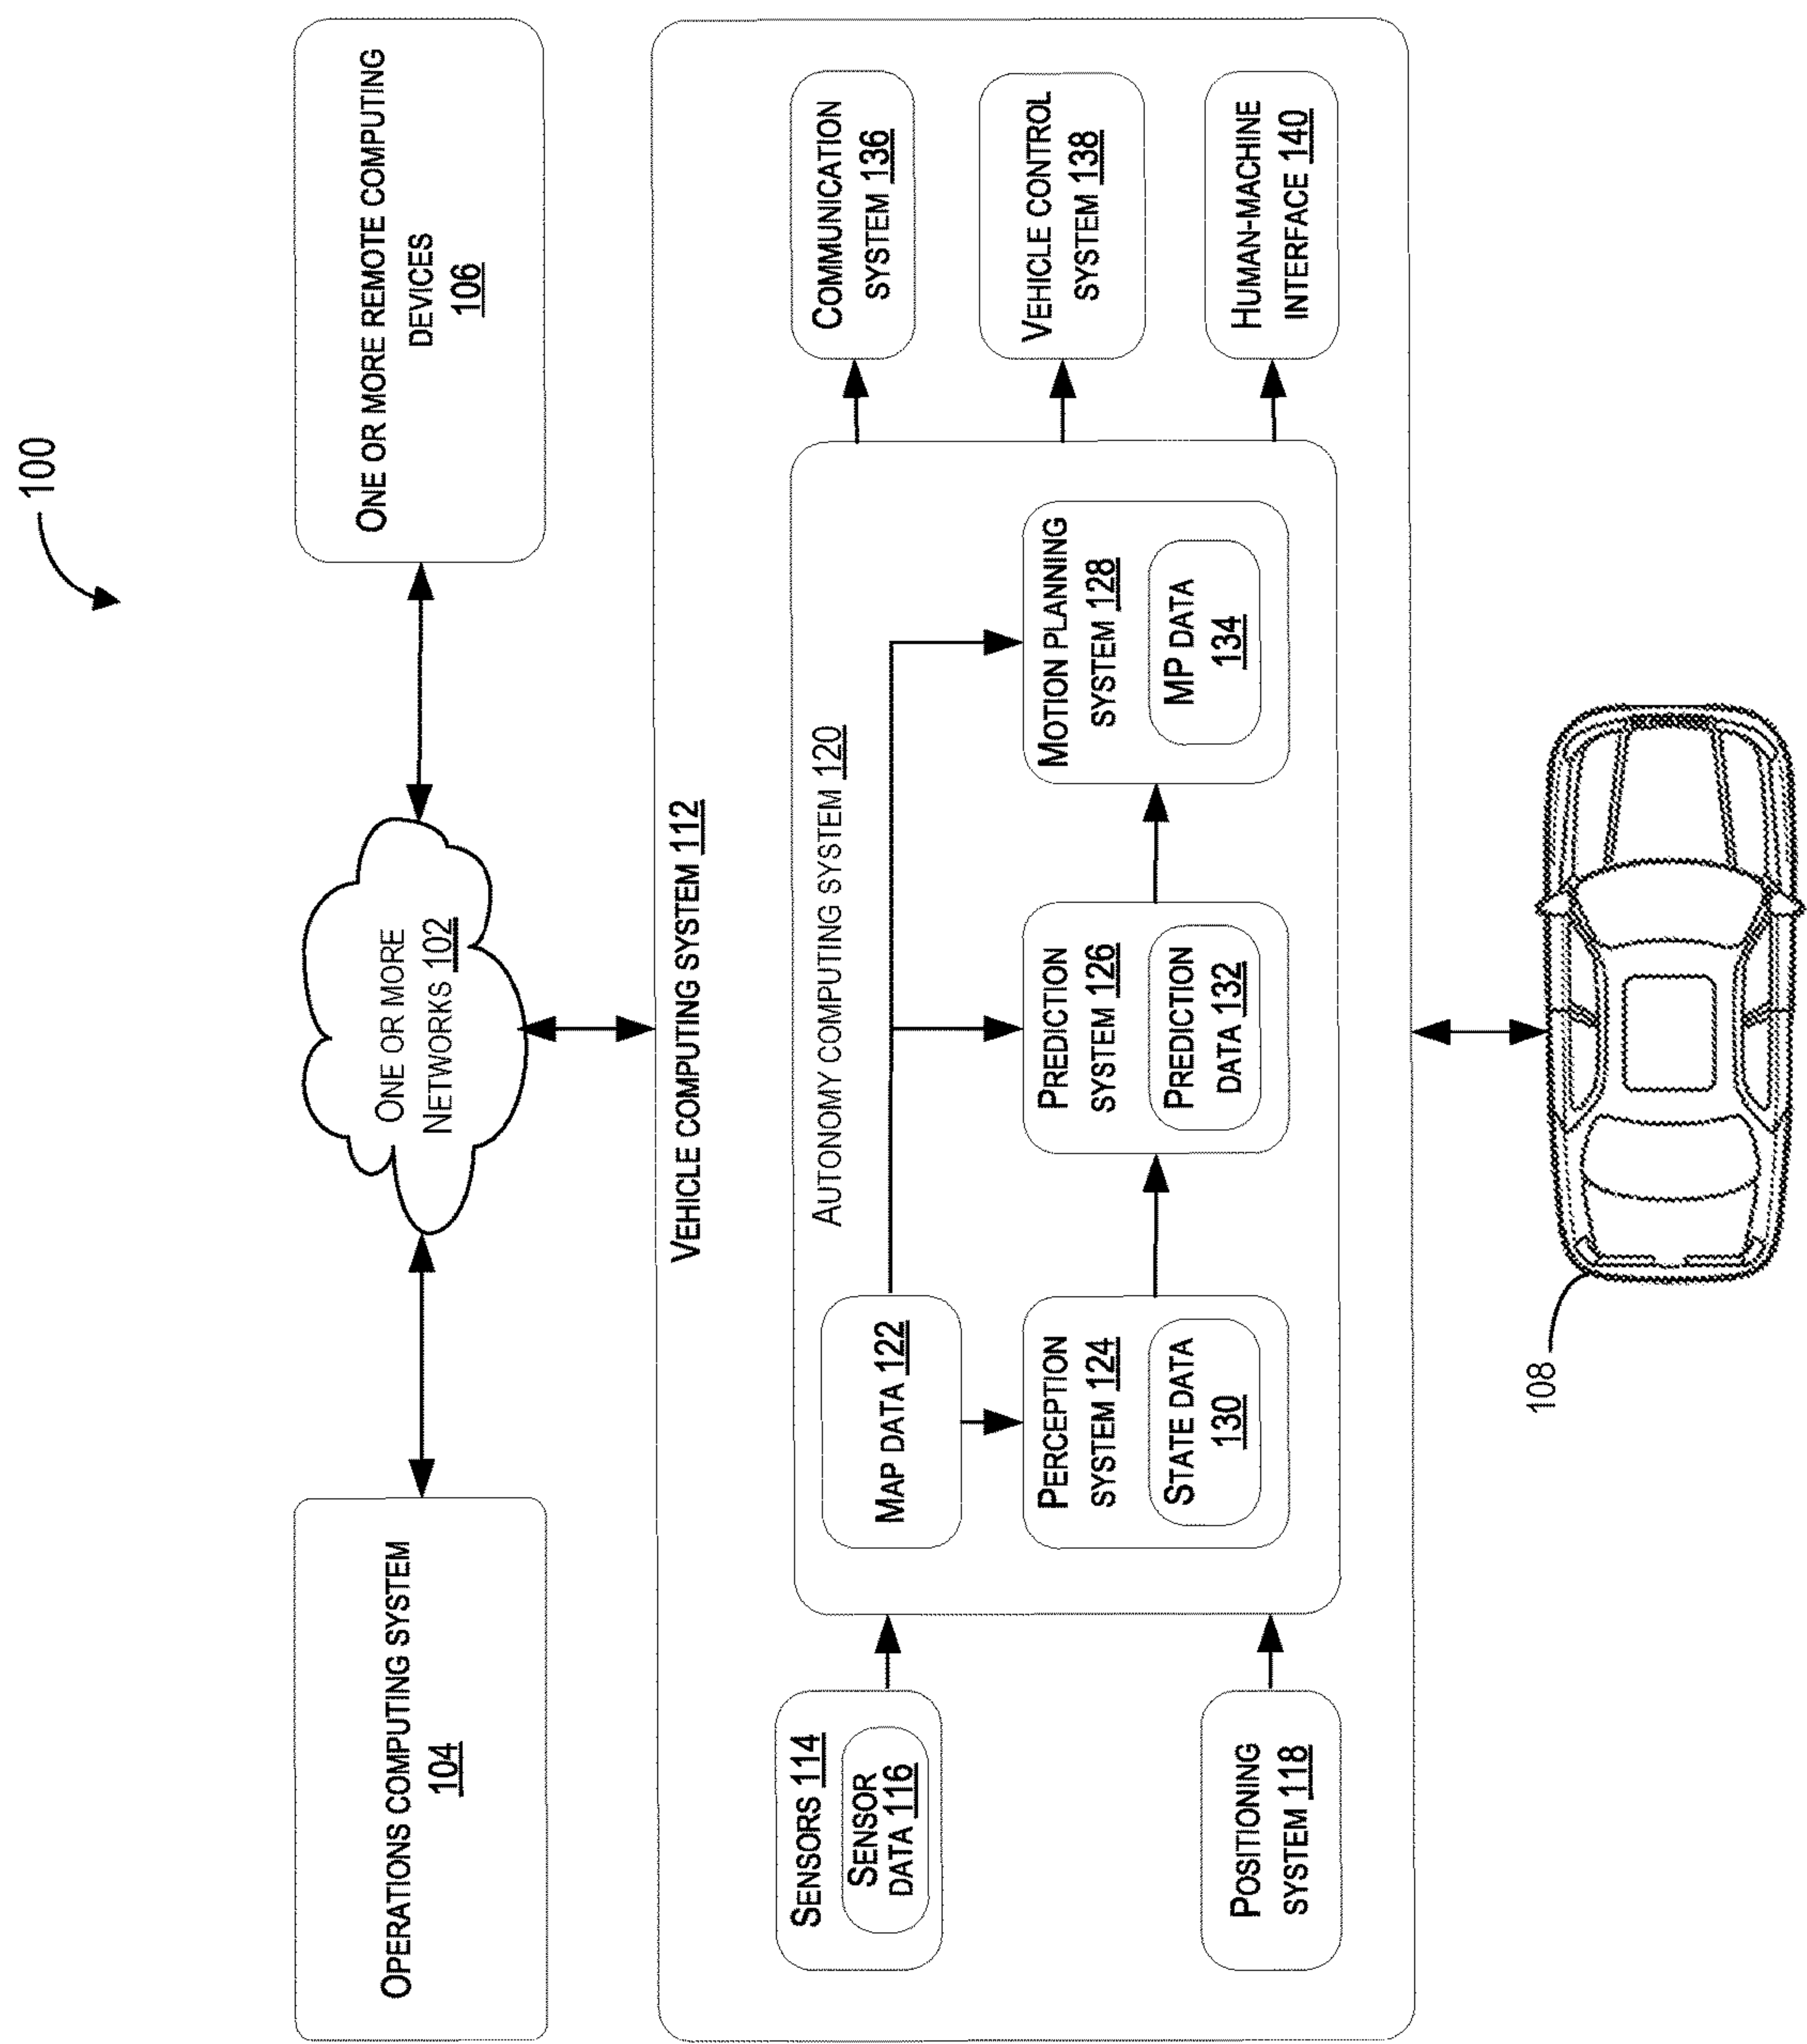 100
OPERATIONS COMPUTING SYSTEM
104
ONE OR MORE
NETWORKS 102
ONE OR MORE REMOTE COMPUTING
DEVICES
106
VEHICLE COMPUTING SYSTEM 112
SENSORS 114
SENSOR
DATA 116
POSITIONING
SYSTEM 118
AUTONOMY COMPUTING SYSTEM 120
MAP DATA 122
PERCEPTION
SYSTEM 124
STATE DATA
130
PREDICTION
SYSTEM 126
PREDICTION
DATA 132
MOTION PLANNING
SYSTEM 128
MP DATA
134
COMMUNICATION
SYSTEM 136
VEHICLE CONTROL
SYSTEM 138
HUMAN-MACHINE
INTERFACE 140
108